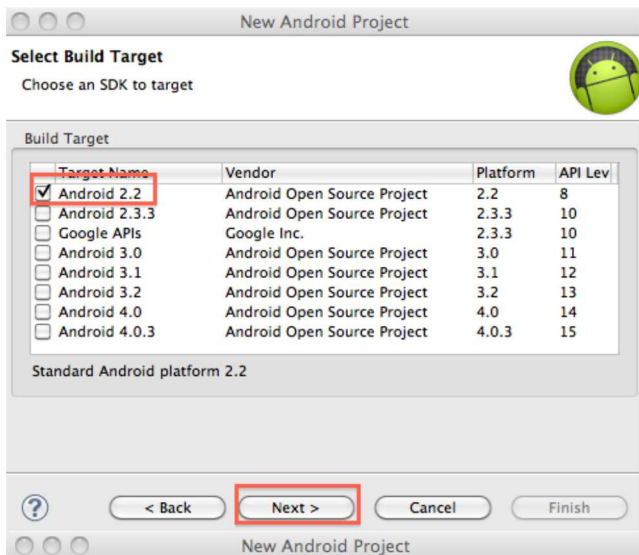 New Android Project
Select Build Target
Choose an SDK to target
Build Target
Target Name Vendor Platform API Lev
Android 2.2 Android Open Source Project 2.2 8
Android 2.3.3 Android Open Source Project 2.3.3 10
Google APIs Google Inc. 2.3.3 10
Android 3.0 Android Open Source Project 3.0 11
Android 3.1 Android Open Source Project 3.1 12
Android 3.2 Android Open Source Project 3.2 13
Android 4.0 Android Open Source Project 4.0 14
Android 4.0.3 Android Open Source Project 4.0.3 15
Standard Android platform 2.2
? < Back Next > Cancel Finish
New Android Project